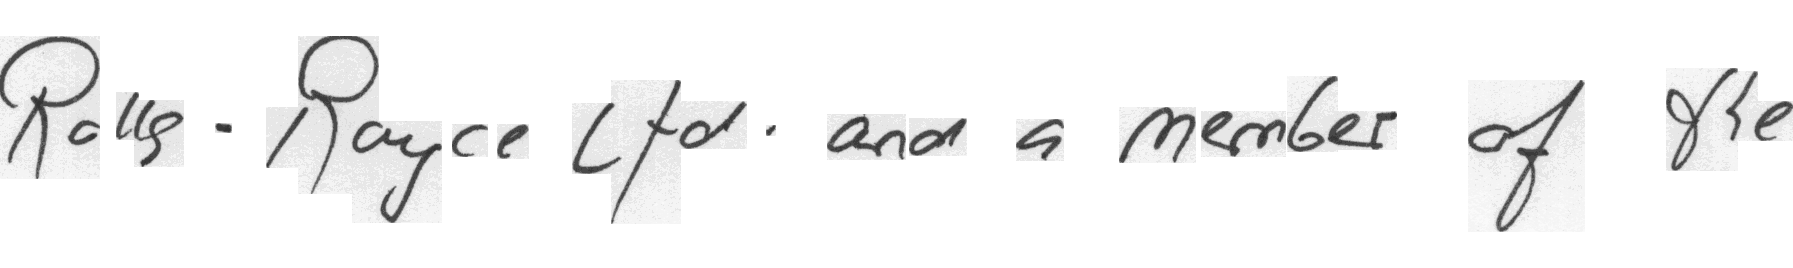 Rolls - Royce Ltd. and a member of the